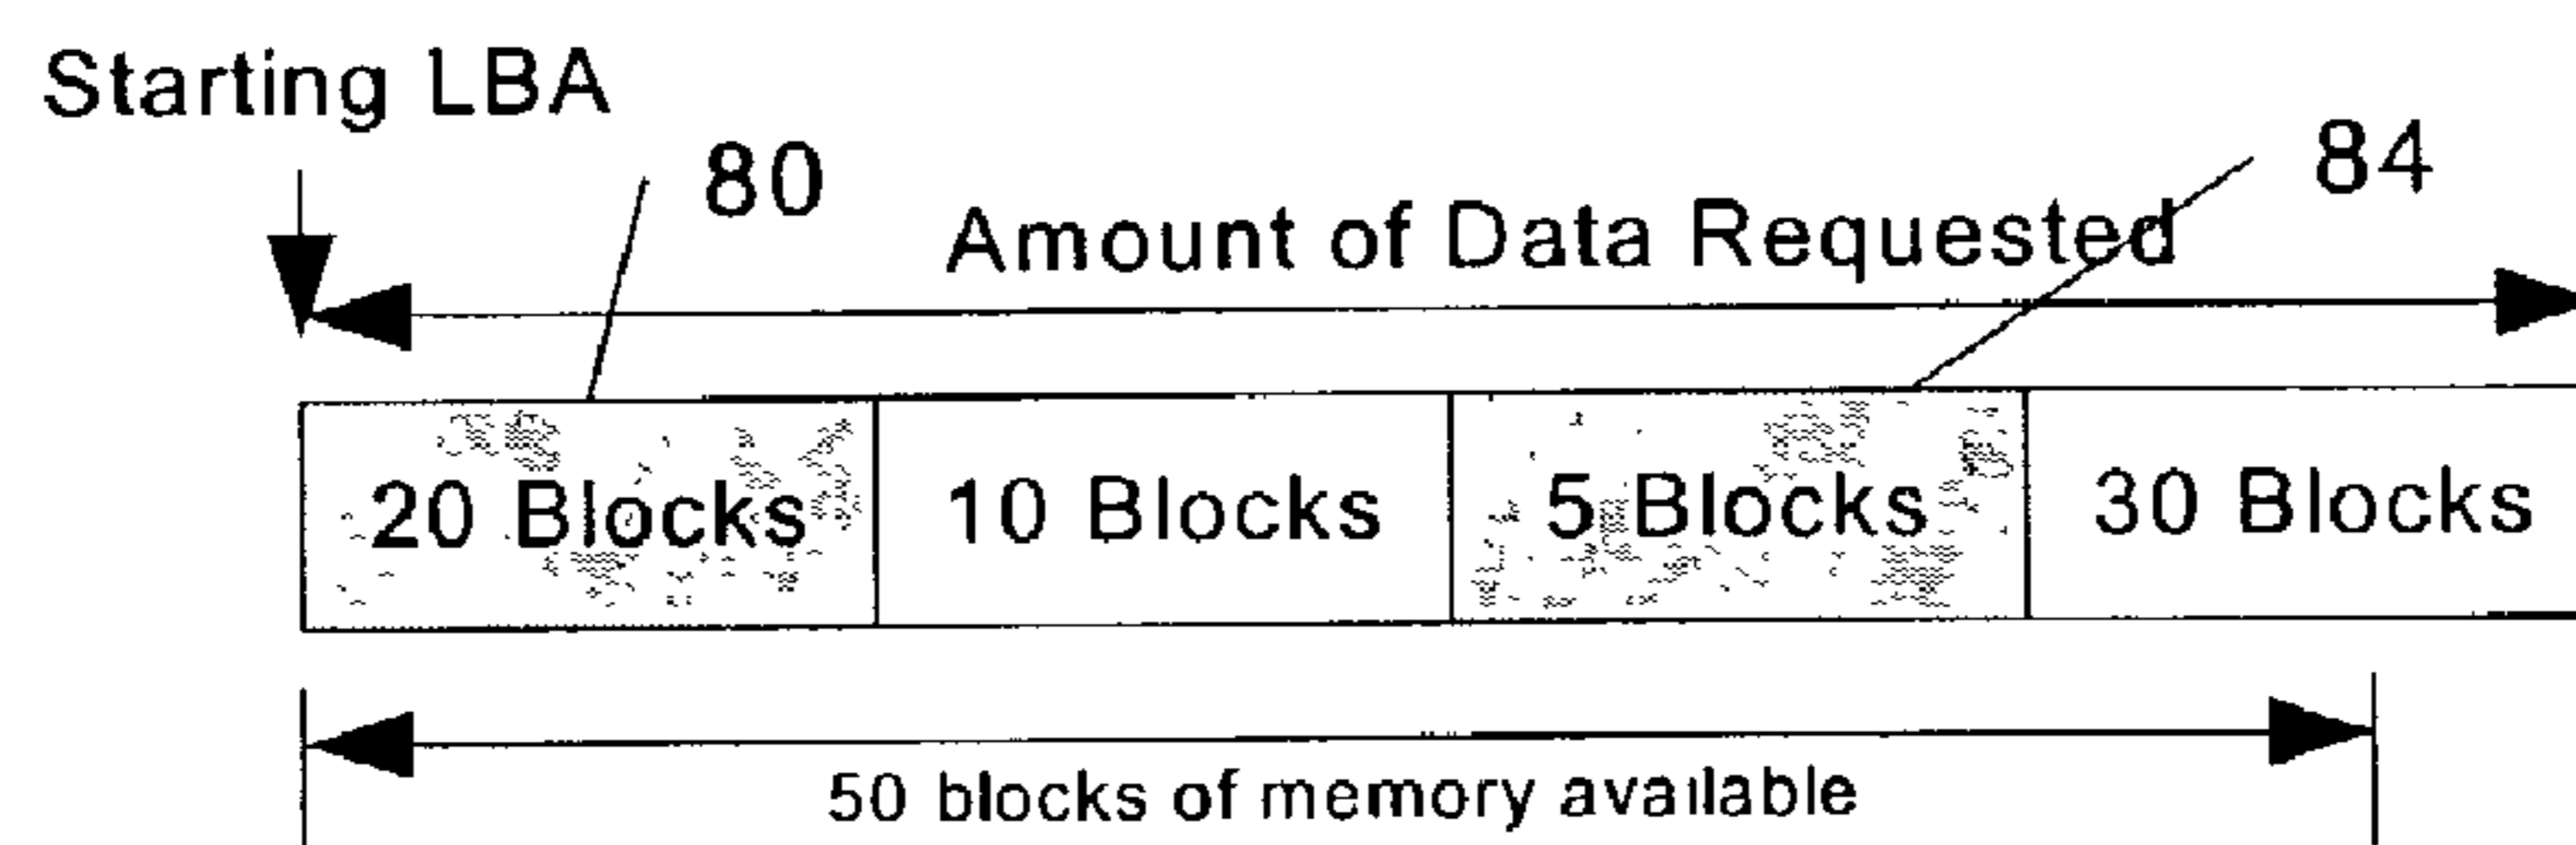 Starting LBA
80
84
Amount of Data Requested
20 Blocks
10 Blocks
5 Blocks
30 Blocks
50 blocks of memory available